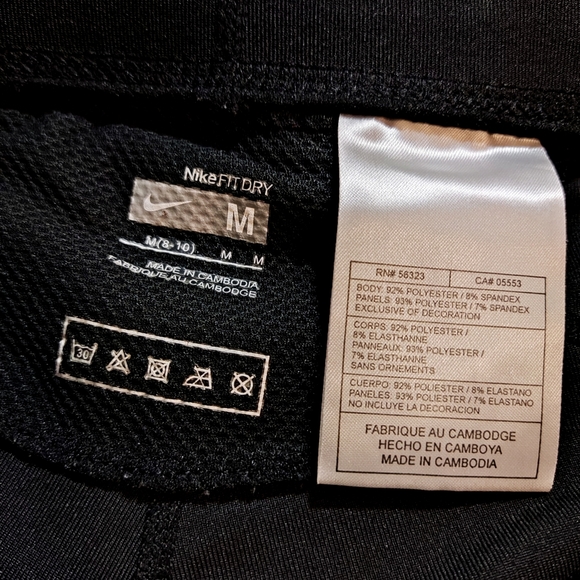 NikeFITDRY
M
M(8-10) M M
MADE IN CAMBODIA
FABRIQUE AU CAMBODGE
30
RN# 56323 CA# 05553
BODY: 92% POLYESTER / 8% SPANDEX
PANELS: 93% POLYESTER / 7% SPANDEX
EXCLUSIVE OF DECORATION
CORPS: 92% POLYESTER /
8% ELASTHANNE
PANNEAUX: 93% POLYESTER /
7% ELASTHANNE
SANS ORNEMENTS
CUERPO: 92% POLIESTER / 8% ELASTANO
PANELES: 93% POLIESTER / 7% ELASTANO
NO INCLUYE LA DECORACION
FABRIQUE AU CAMBODGE
HECHO EN CAMBOYA
MADE IN CAMBODIA